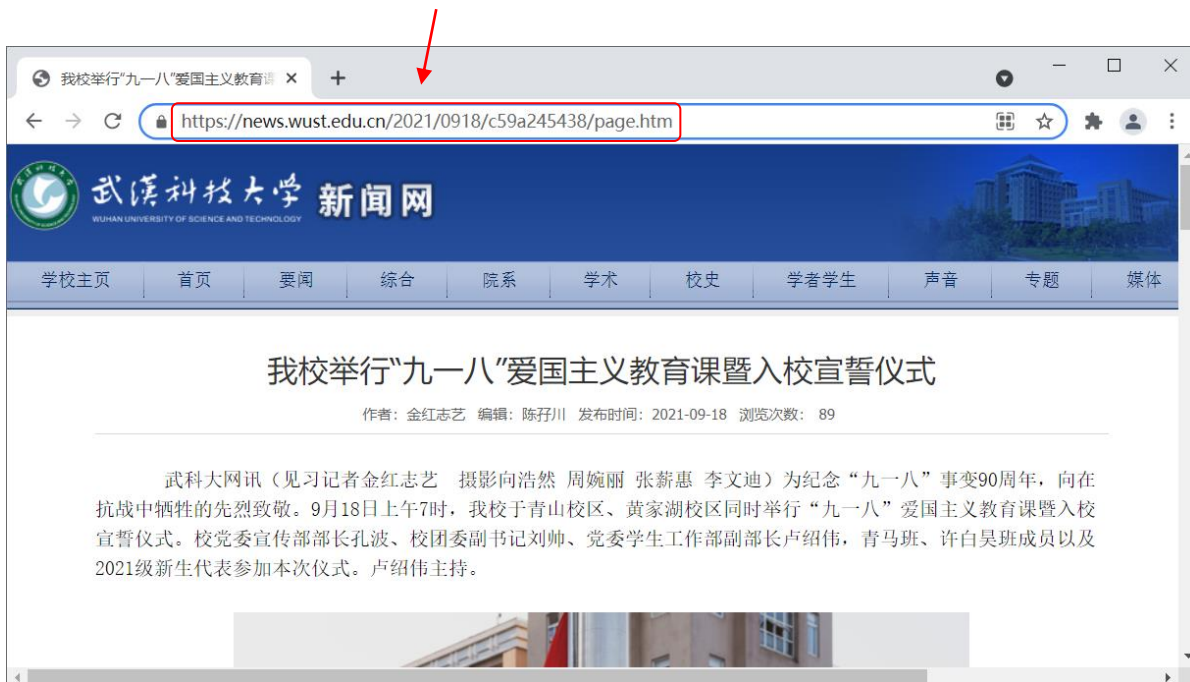 我校举行“九一八”爱国主义教育课
https://news.wust.edu.cn/2021/0918/c59a245438/page.htm
武漢科技大学 新闻网
WUHAN UNIVERSITY OF SCIENCE AND TECHNOLOGY
学校主页 首页 要闻 综合 院系 学术 校史 学者学生 声音 专题 媒体
我校举行“九一八”爱国主义教育课暨入校宣誓仪式
作者：金红志艺 编辑：陈孖川 发布时间：2021-09-18 浏览次数： 89
武科大网讯（见习记者金红志艺 摄影向浩然 周婉丽 张薪惠 李文迪）为纪念“九一八”事变90周年，向在
抗战中牺牲的先烈致敬。9月18日上午7时，我校于青山校区、黄家湖校区同时举行“九一八”爱国主义教育课暨入校
宣誓仪式。校党委宣传部部长孔波、校团委副书记刘帅、党委学生工作部副部长卢绍伟，青马班、许白昊班成员以及
2021级新生代表参加本次仪式。卢绍伟主持。